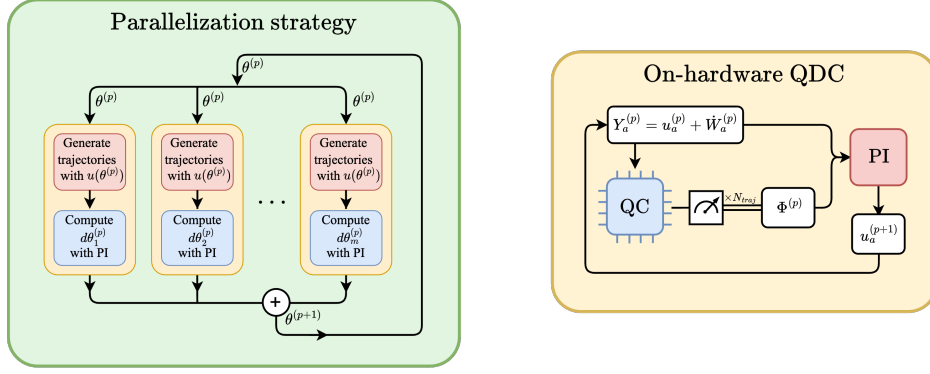 Parallelization strategy
θ^(p)
θ^(p) θ^(p) θ^(p)
Generate trajectories with u(θ^(p))
Compute dθ_1^(p) with PI
Generate trajectories with u(θ^(p))
Compute dθ_2^(p) with PI
...
Generate trajectories with u(θ^(p))
Compute dθ_m^(p) with PI
+
θ^(p+1)
On-hardware QDC
Y_a^(p) = u_a^(p) + Ẇ_a^(p)
QC
×N_traj
Φ^(p)
PI
u_a^(p+1)